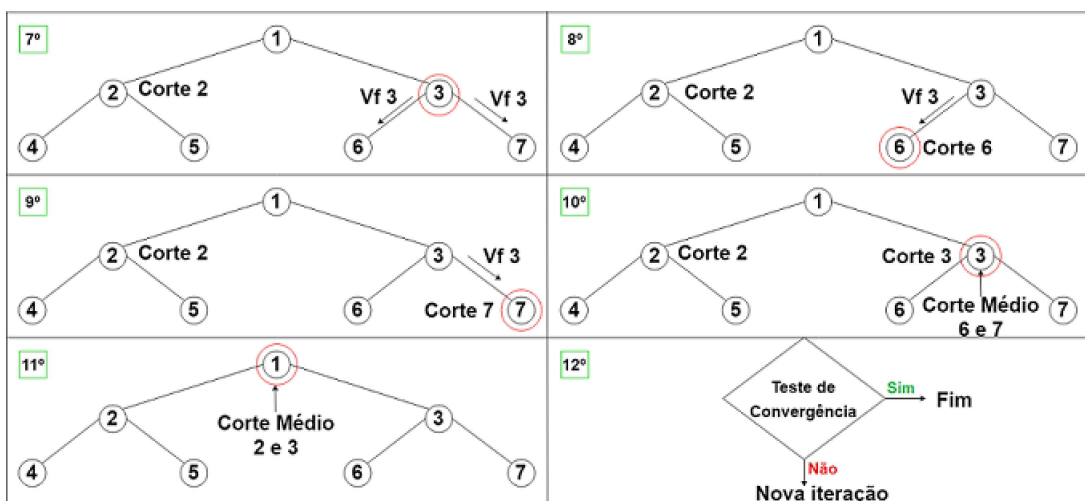 7º
1
2
Corte 2
Vf 3
3
Vf 3
4
5
6
7
8º
1
2
Corte 2
Vf 3
3
4
5
6
Corte 6
7
9º
1
2
Corte 2
3
Vf 3
4
5
6
Corte 7
7
10º
1
2
Corte 2
Corte 3
3
4
5
6
Corte Médio
6 e 7
7
11º
1
2
Corte Médio
2 e 3
3
4
5
6
7
12º
Teste de
Convergência
Sim
Fim
Não
Nova iteração